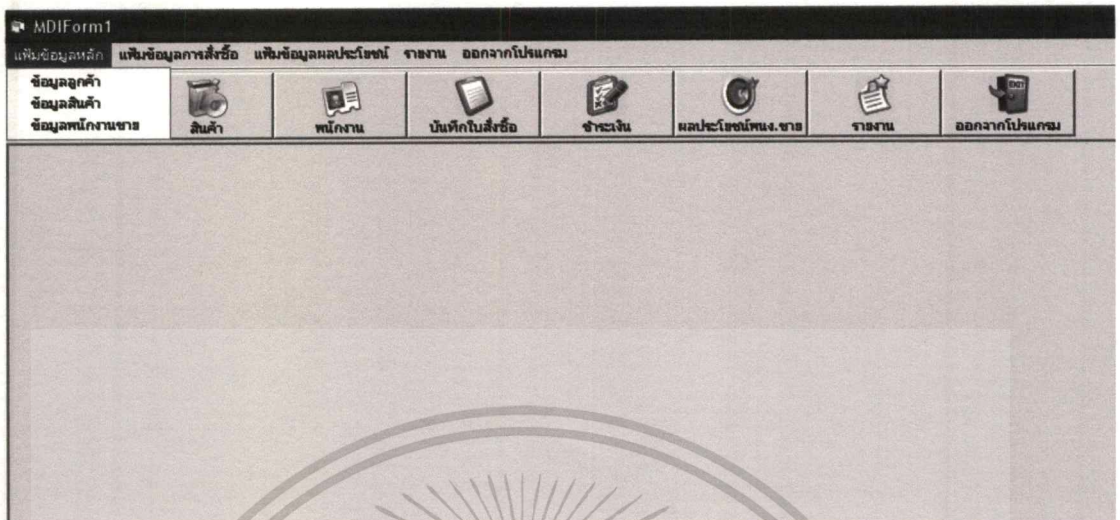 MDIForm1
แฟ้มข้อมูลหลัก แฟ้มข้อมูลการสั่งซื้อ แฟ้มข้อมูลผลประโยชน์ รายงาน ออกจากโปรแกรม
ข้อมูลลูกค้า
ข้อมูลสินค้า
ข้อมูลพนักงานขาย
สินค้า พนักงาน บันทึกใบสั่งซื้อ ชำระเงิน ผลประโยชน์พนง.ขาย รายงาน ออกจากโปรแกรม
EXIT